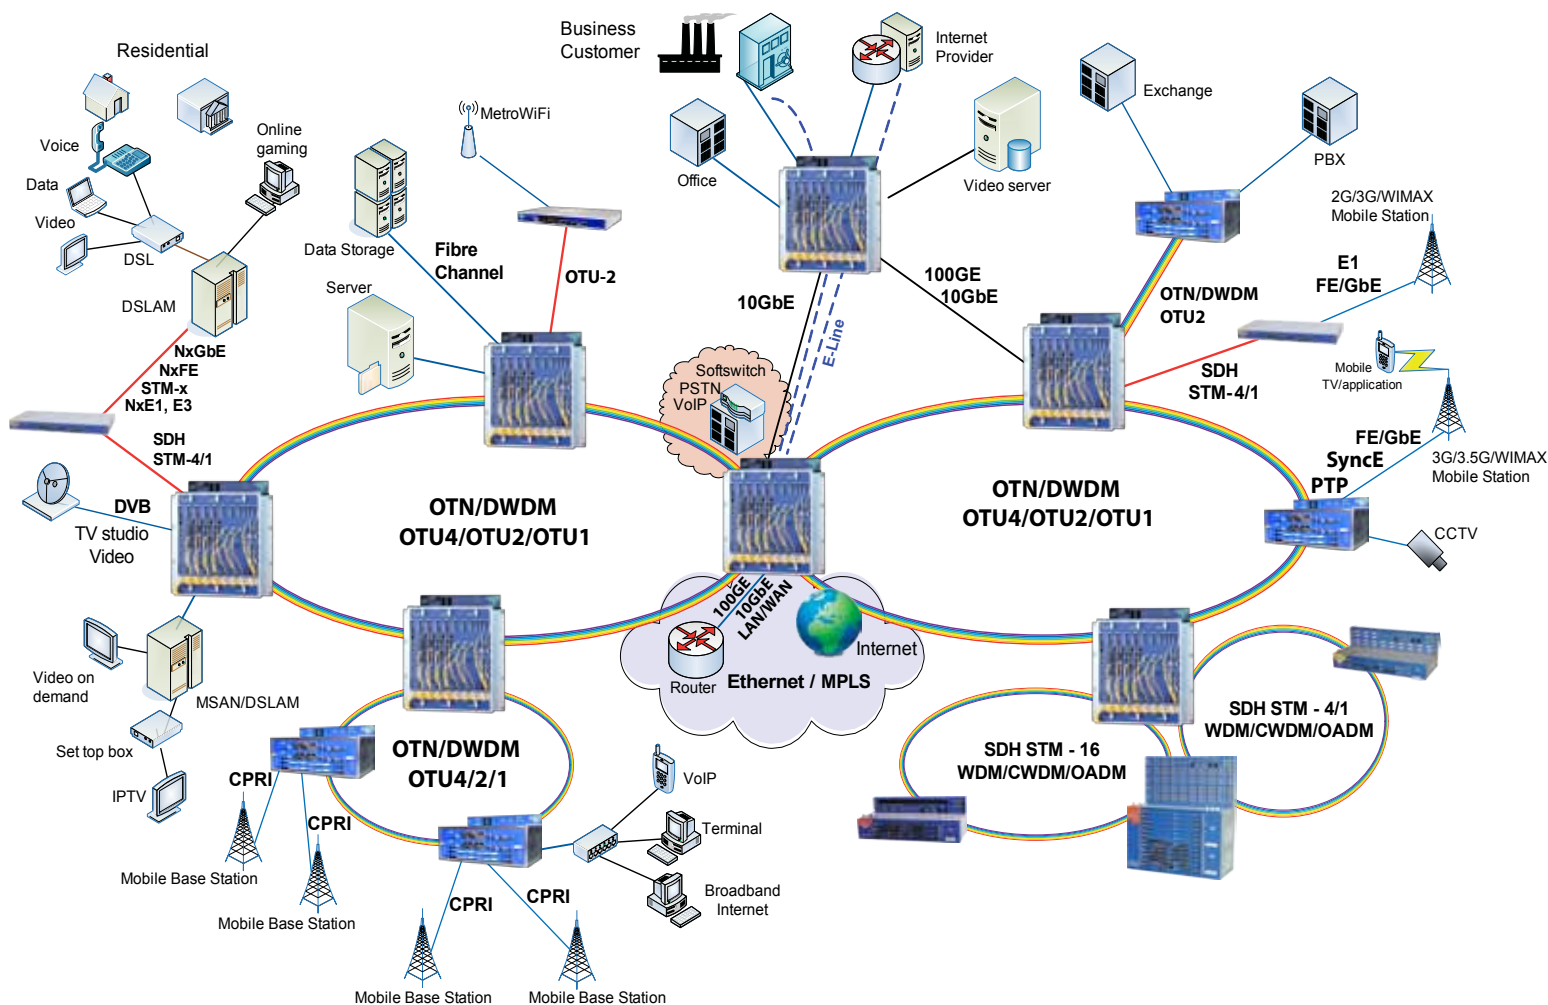 Residential
Voice
Data
Video
Online
gaming
DSL
DSLAM
NxGbE
NxFE
STM-x
NxE1, E3
SDH
STM-4/1
DVB
TV studio
Video
Video on
demand
MSAN/DSLAM
Set top box
IPTV
Data Storage
Server
Fibre
Channel
MetroWiFi
OTU-2
OTN/DWDM
OTU4/OTU2/OTU1
OTN/DWDM
OTU4/2/1
CPRI
CPRI
Mobile Base Station
Mobile Base Station
CPRI
CPRI
Mobile Base Station
Mobile Base Station
VoIP
Terminal
Broadband
Internet
Business
Customer
Internet
Provider
Office
Video server
10GbE
E-Line
100GE
10GbE
Softswitch
PSTN
VoIP
100GE
10GbE
LAN/WAN
Router
Internet
Ethernet / MPLS
Exchange
PBX
OTN/DWDM
OTU2
2G/3G/WIMAX
Mobile Station
E1
FE/GbE
SDH
STM-4/1
Mobile
TV/application
FE/GbE
SyncE
PTP
3G/3.5G/WIMAX
Mobile Station
CCTV
OTN/DWDM
OTU4/OTU2/OTU1
SDH STM - 4/1
WDM/CWDM/OADM
SDH STM - 16
WDM/CWDM/OADM